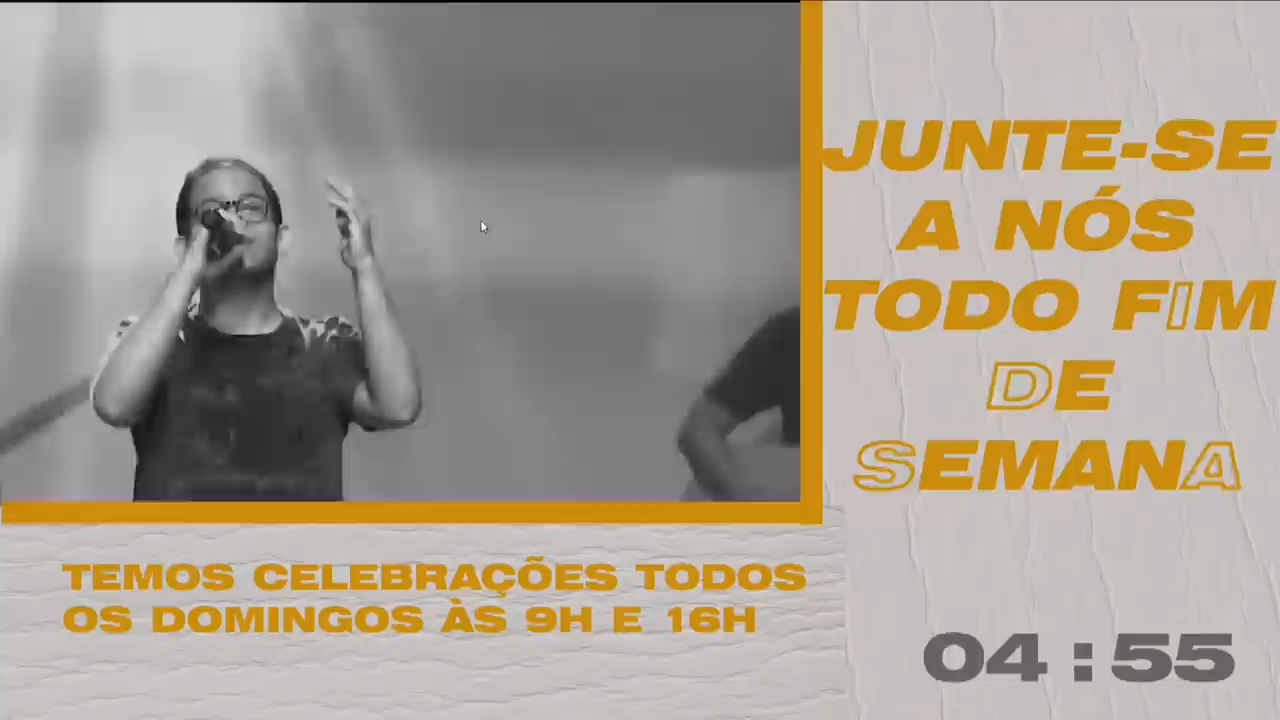 JUNTE-SE
A NÓS
TODO FIM
DE
SEMANA
TEMOS CELEBRAÇÕES TODOS
OS DOMINGOS ÀS 9H E 16H
04:55